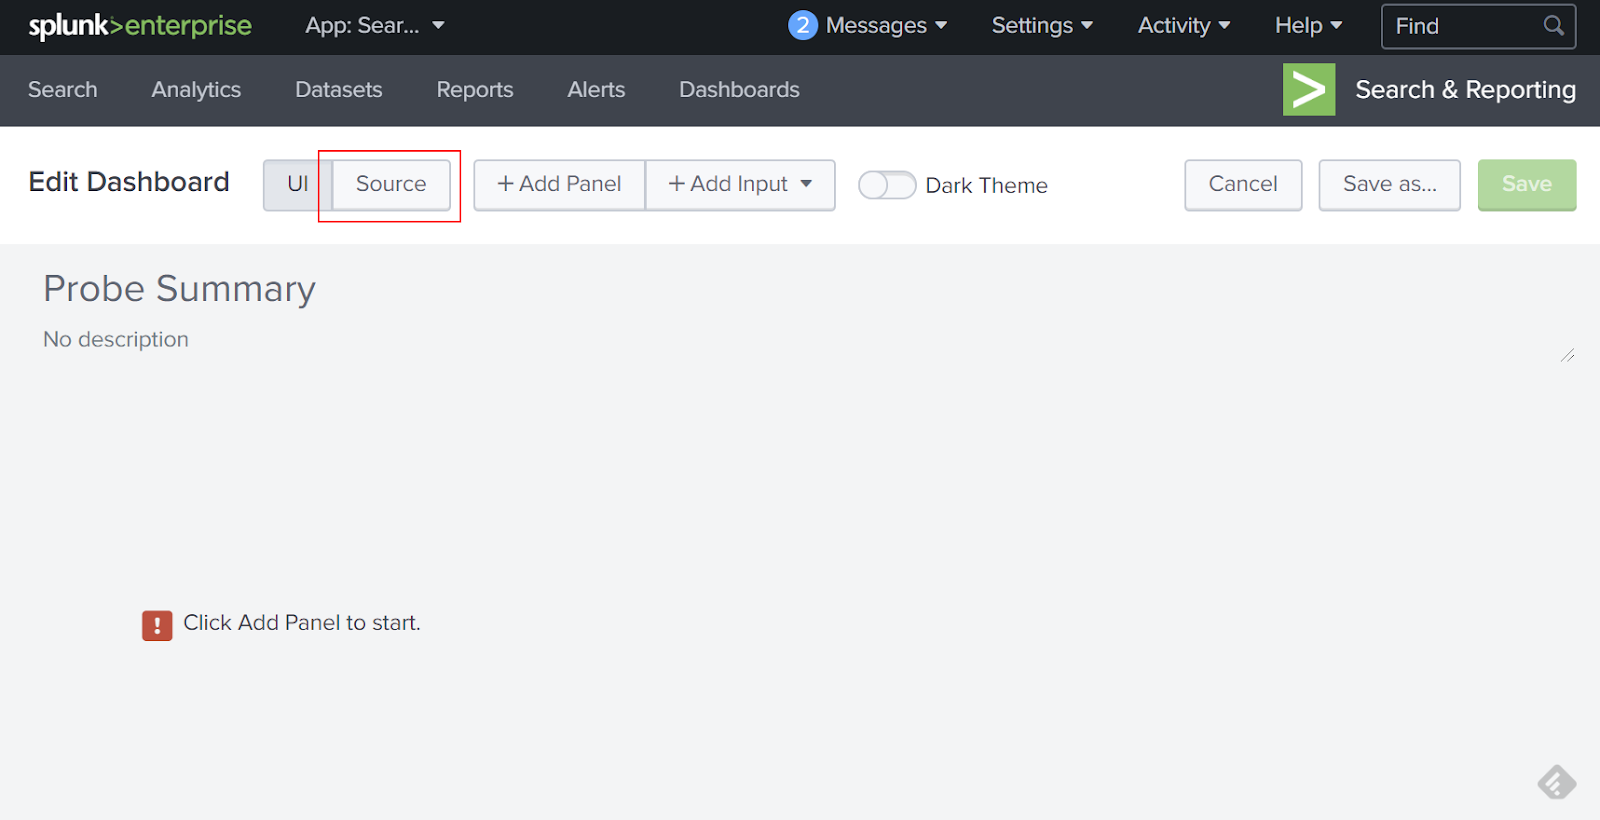 splunk>enterprise App: Sear... 2 Messages Settings Activity Help Find
Search Analytics Datasets Reports Alerts Dashboards Search & Reporting
Edit Dashboard UI Source + Add Panel + Add Input Dark Theme Cancel Save as... Save
Probe Summary
No description
! Click Add Panel to start.